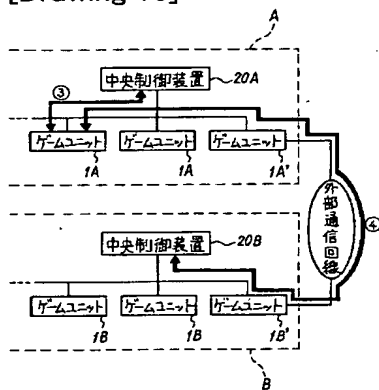 A
中央制御装置
20A
③
ゲームユニット
ゲームユニット
ゲームユニット
1A
1A
1A'
外部通信回線
④
中央制御装置
20B
ゲームユニット
ゲームユニット
ゲームユニット
1B
1B
1B'
B